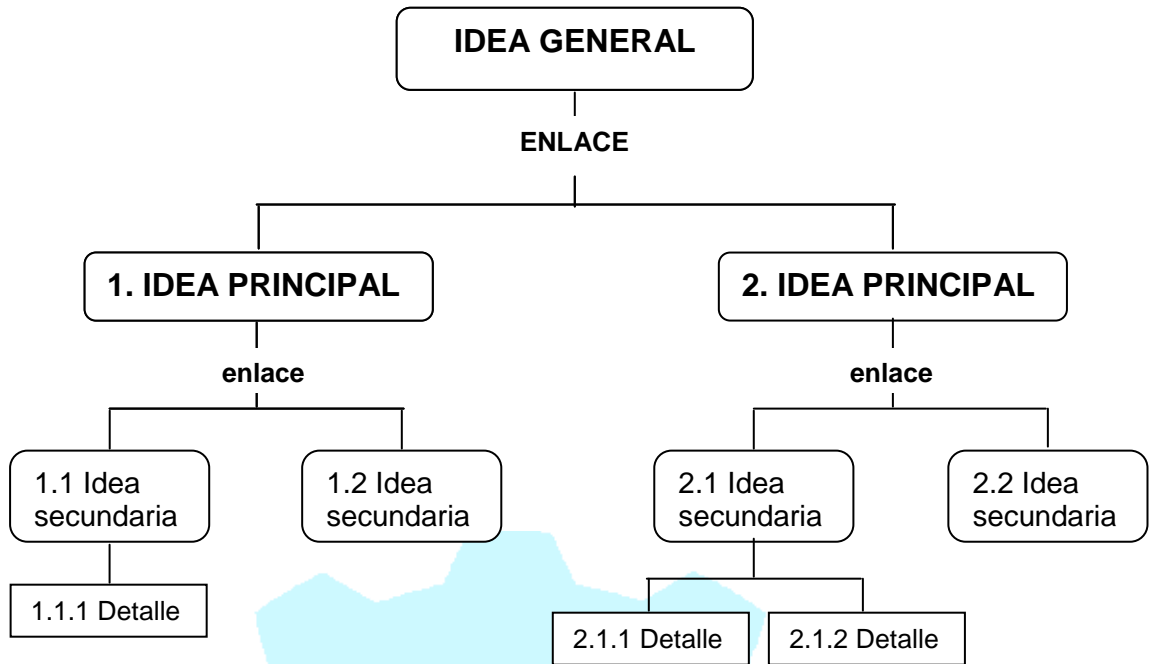 IDEA GENERAL
ENLACE
1. IDEA PRINCIPAL
2. IDEA PRINCIPAL
enlace
enlace
1.1 Idea
secundaria
1.2 Idea
secundaria
2.1 Idea
secundaria
2.2 Idea
secundaria
1.1.1 Detalle
2.1.1 Detalle
2.1.2 Detalle